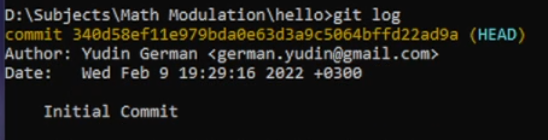 D:\Subjects\Math Modulation\hello>git log
commit 340d58ef11e979bda0e63d3a9c5064bffd22ad9a (HEAD)
Author: Yudin German <german.yudin@gmail.com>
Date:   Wed Feb 9 19:29:16 2022 +0300
Initial Commit